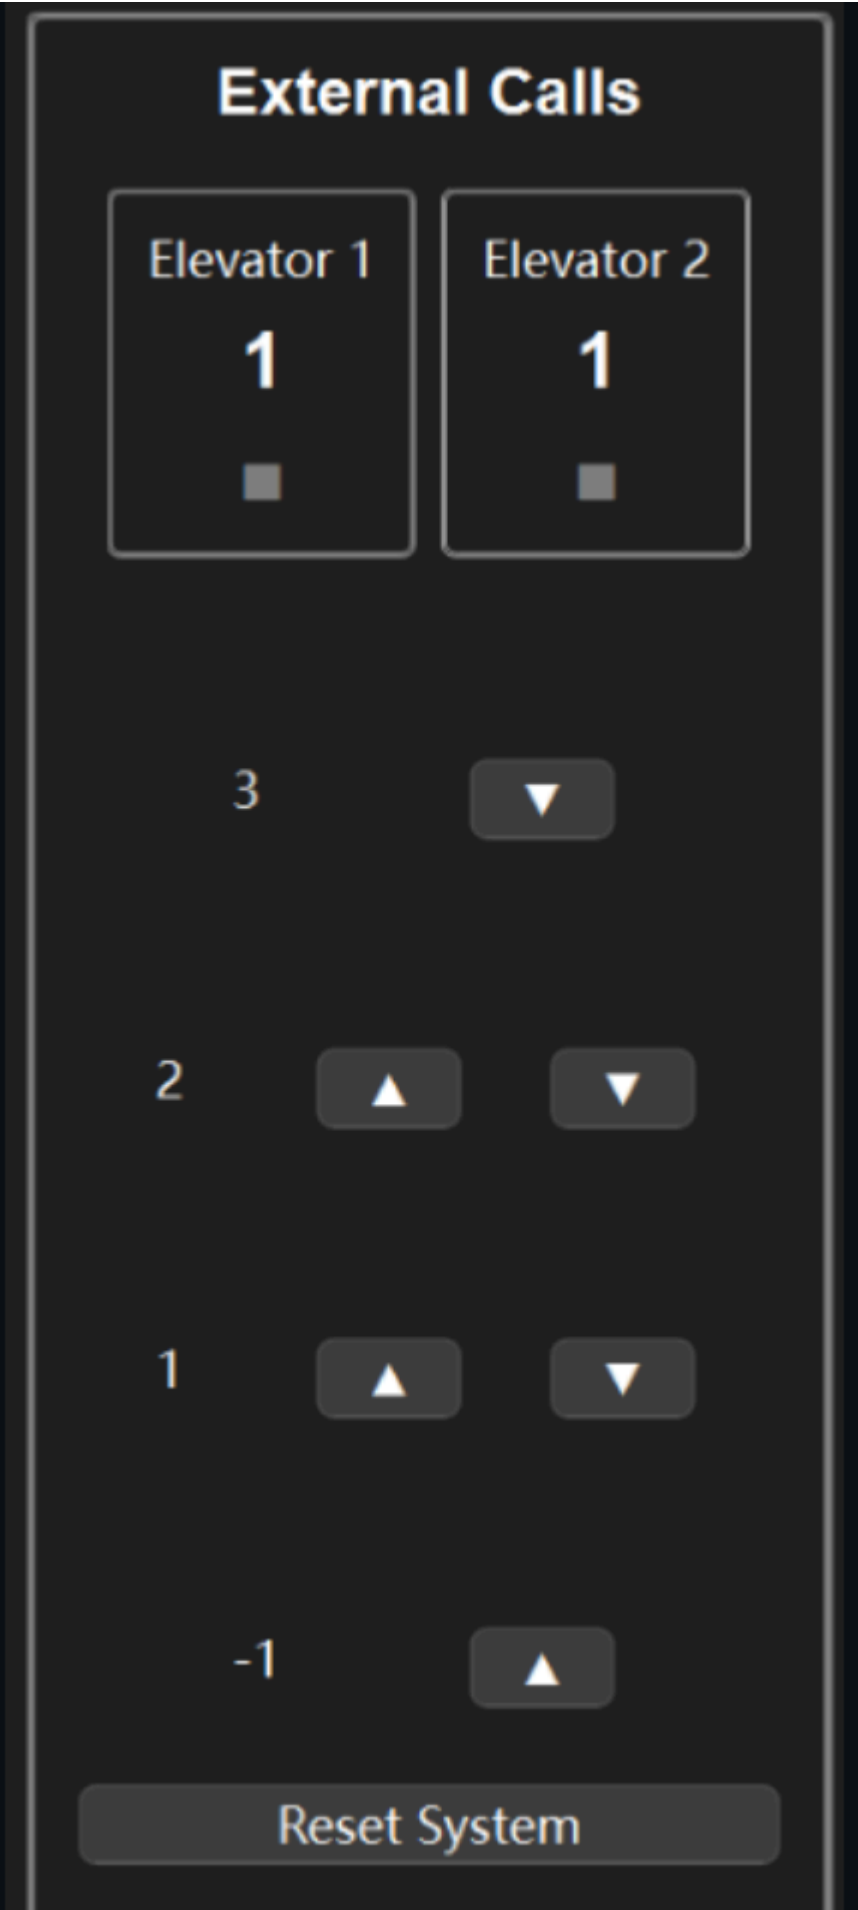 External Calls
Elevator 1 Elevator 2
1 1
■ ■
3 ▼
2 ▲ ▼
1 ▲ ▼
-1 ▲
Reset System